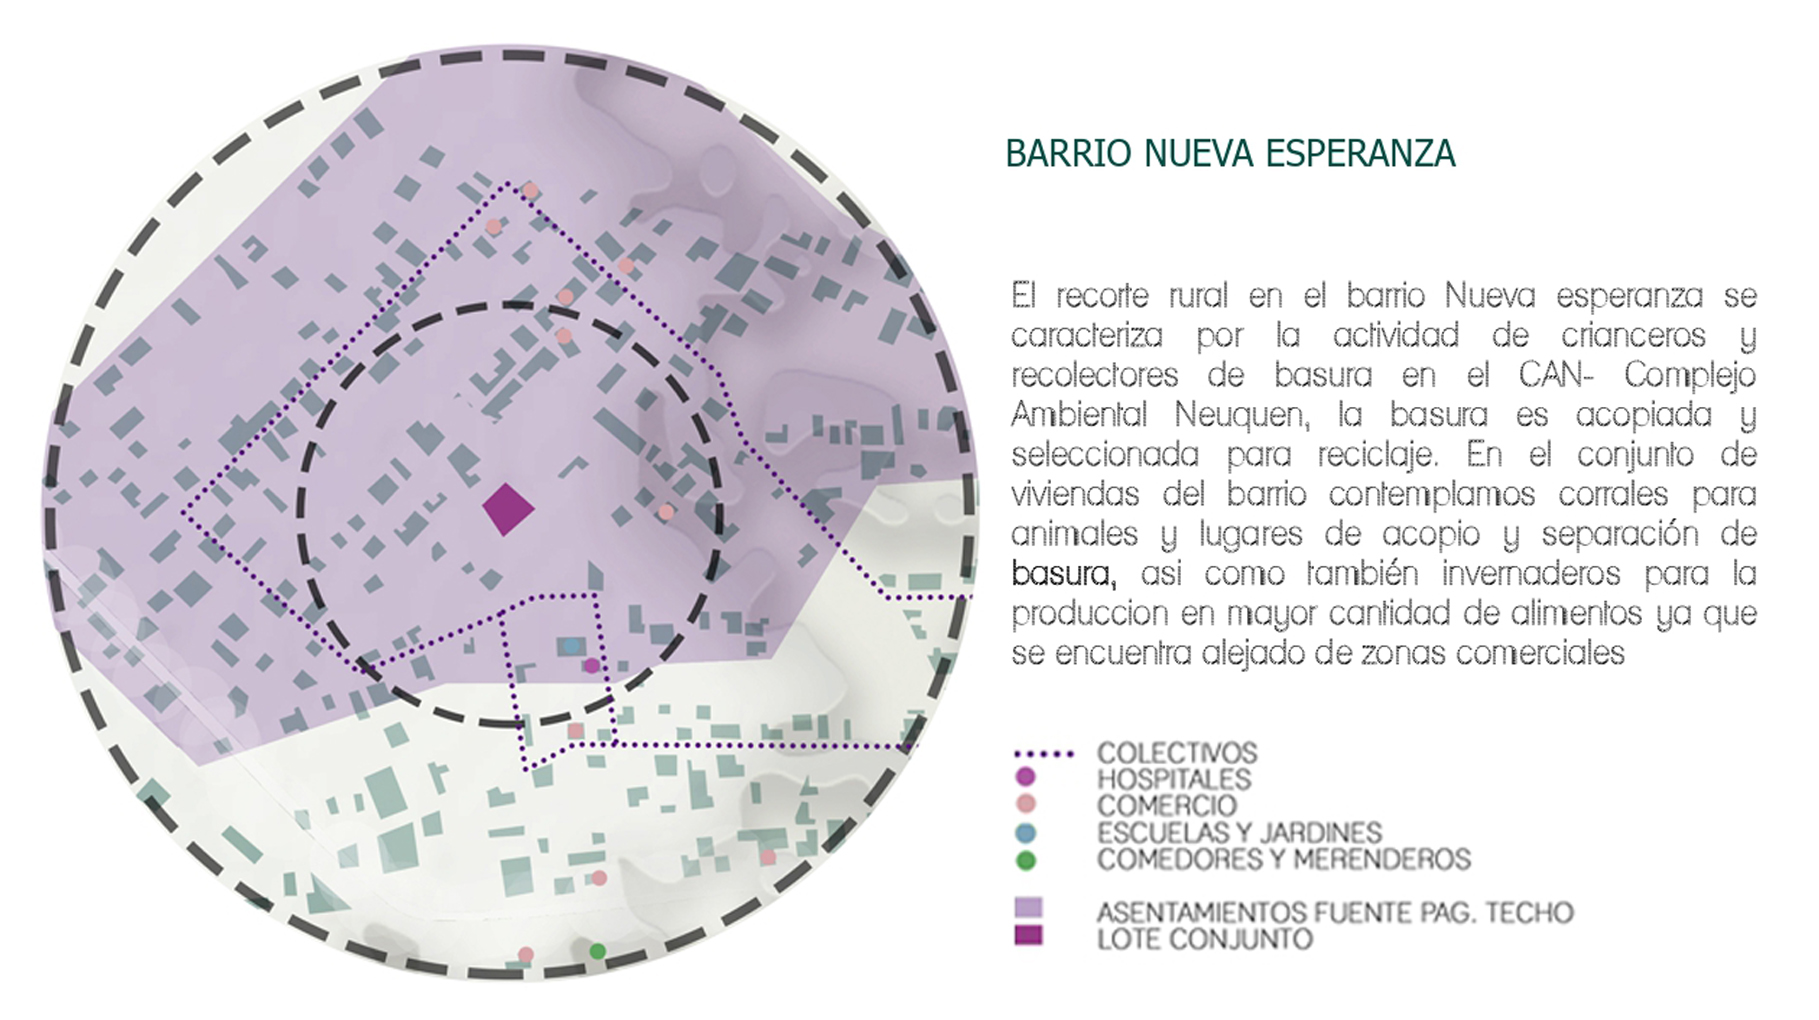 BARRIO NUEVA ESPERANZA
El recorte rural en el barrio Nueva esperanza se
caracteriza por la actividad de crianceros y
recolectores de basura en el CAN- Complejo
Ambiental Neuquen, la basura es acopiada y
seleccionada para reciclaje. En el conjunto de
viviendas del barrio contemplamos corrales para
animales y lugares de acopio y separación de
basura, asi como también invernaderos para la
produccion en mayor cantidad de alimentos ya que
se encuentra alejado de zonas comerciales
COLECTIVOS
HOSPITALES
COMERCIO
ESCUELAS Y JARDINES
COMEDORES Y MERENDEROS
ASENTAMIENTOS FUENTE PAG. TECHO
LOTE CONJUNTO